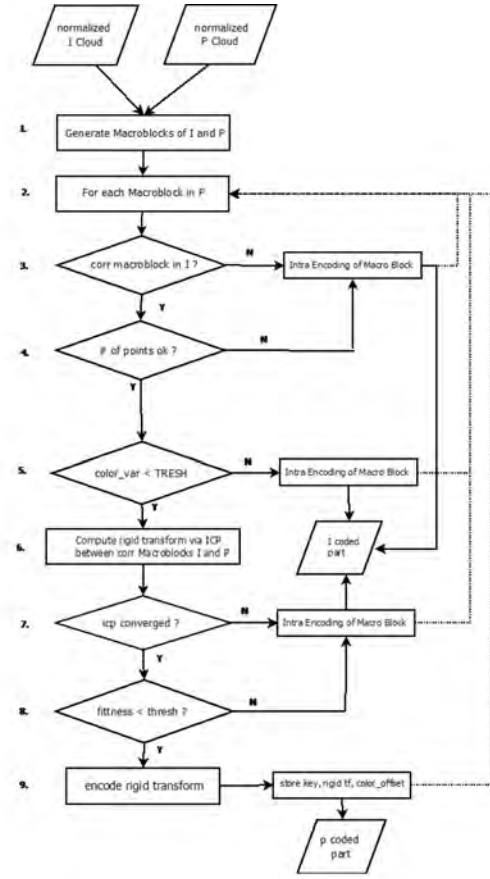 normalized
I Cloud
normalized
P Cloud
1.
Generate Macroblocks of I and P
2.
For each Macroblock in P
3.
corr macroblock in I ?
N
Intra Encoding of Macro Block
Y
4.
# of points ok ?
N
Y
5.
color_var < TRESH
N
Intra Encoding of Macro Block
Y
6.
Compute rigid transform via ICP
between corr Macroblocks I and P
I coded
part
7.
icp converged ?
N
Intra Encoding of Macro Block
Y
8.
fittness < thresh ?
N
Y
9.
encode rigid transform
store key, rigid tf, color_offset
p coded
part